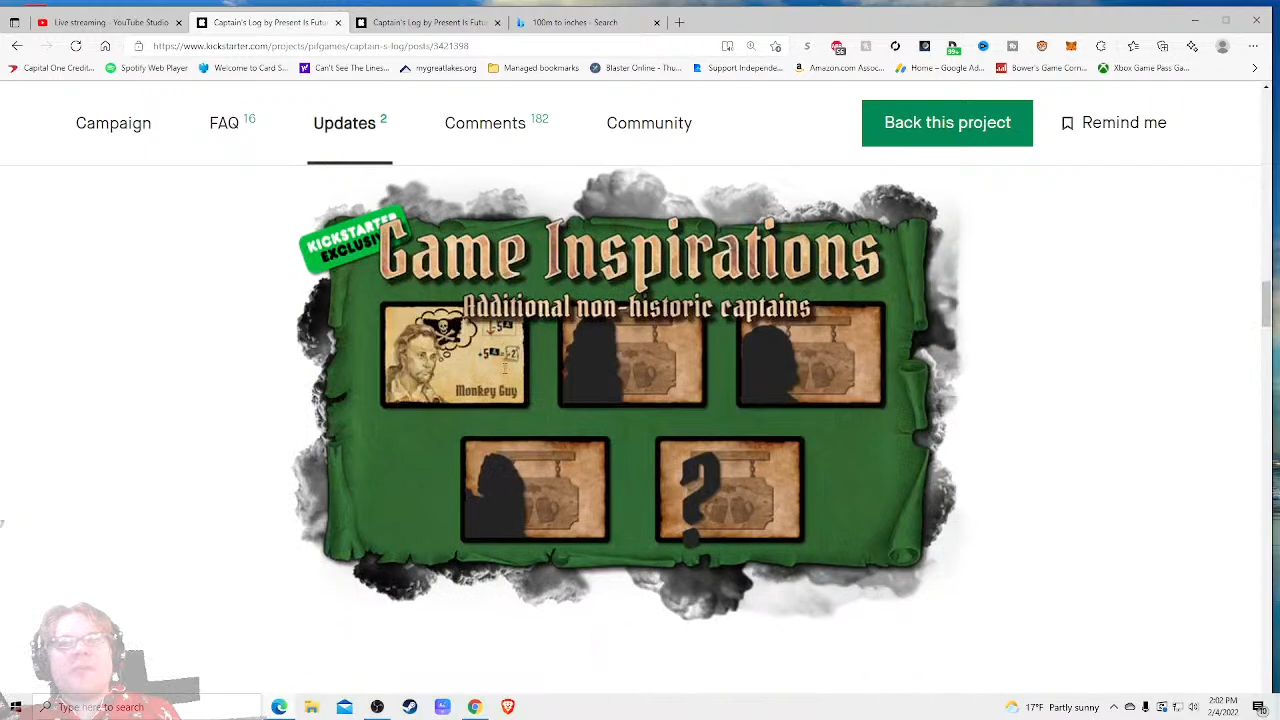 Live streaming - YouTube Studio
Captain's Log by Present Is Futu
Captain's Log by Present Is Futu
100m to inches - Search
https://www.kickstarter.com/projects/pifgames/captain-s-log/posts/3421398
Capital One Credit...
Spotify Web Player
Welcome to Scend S...
Can't See The Lines...
mygreatlakes.org
Managed bookmarks
Blaster Online - Thu...
Support Independe...
Amazon.com Assoc...
Home – Google Ad...
Bower's Game Corn...
Xbox Game Pass Ga...
Campaign
FAQ 16
Updates 2
Comments 182
Community
Back this project
Remind me
KICKSTARTER
EXCLUSIV
Game Inspirations
Additional non-historic captains
Monkey Guy
?
Type here to search
17°F Partly sunny
2:02 PM
2/4/2022